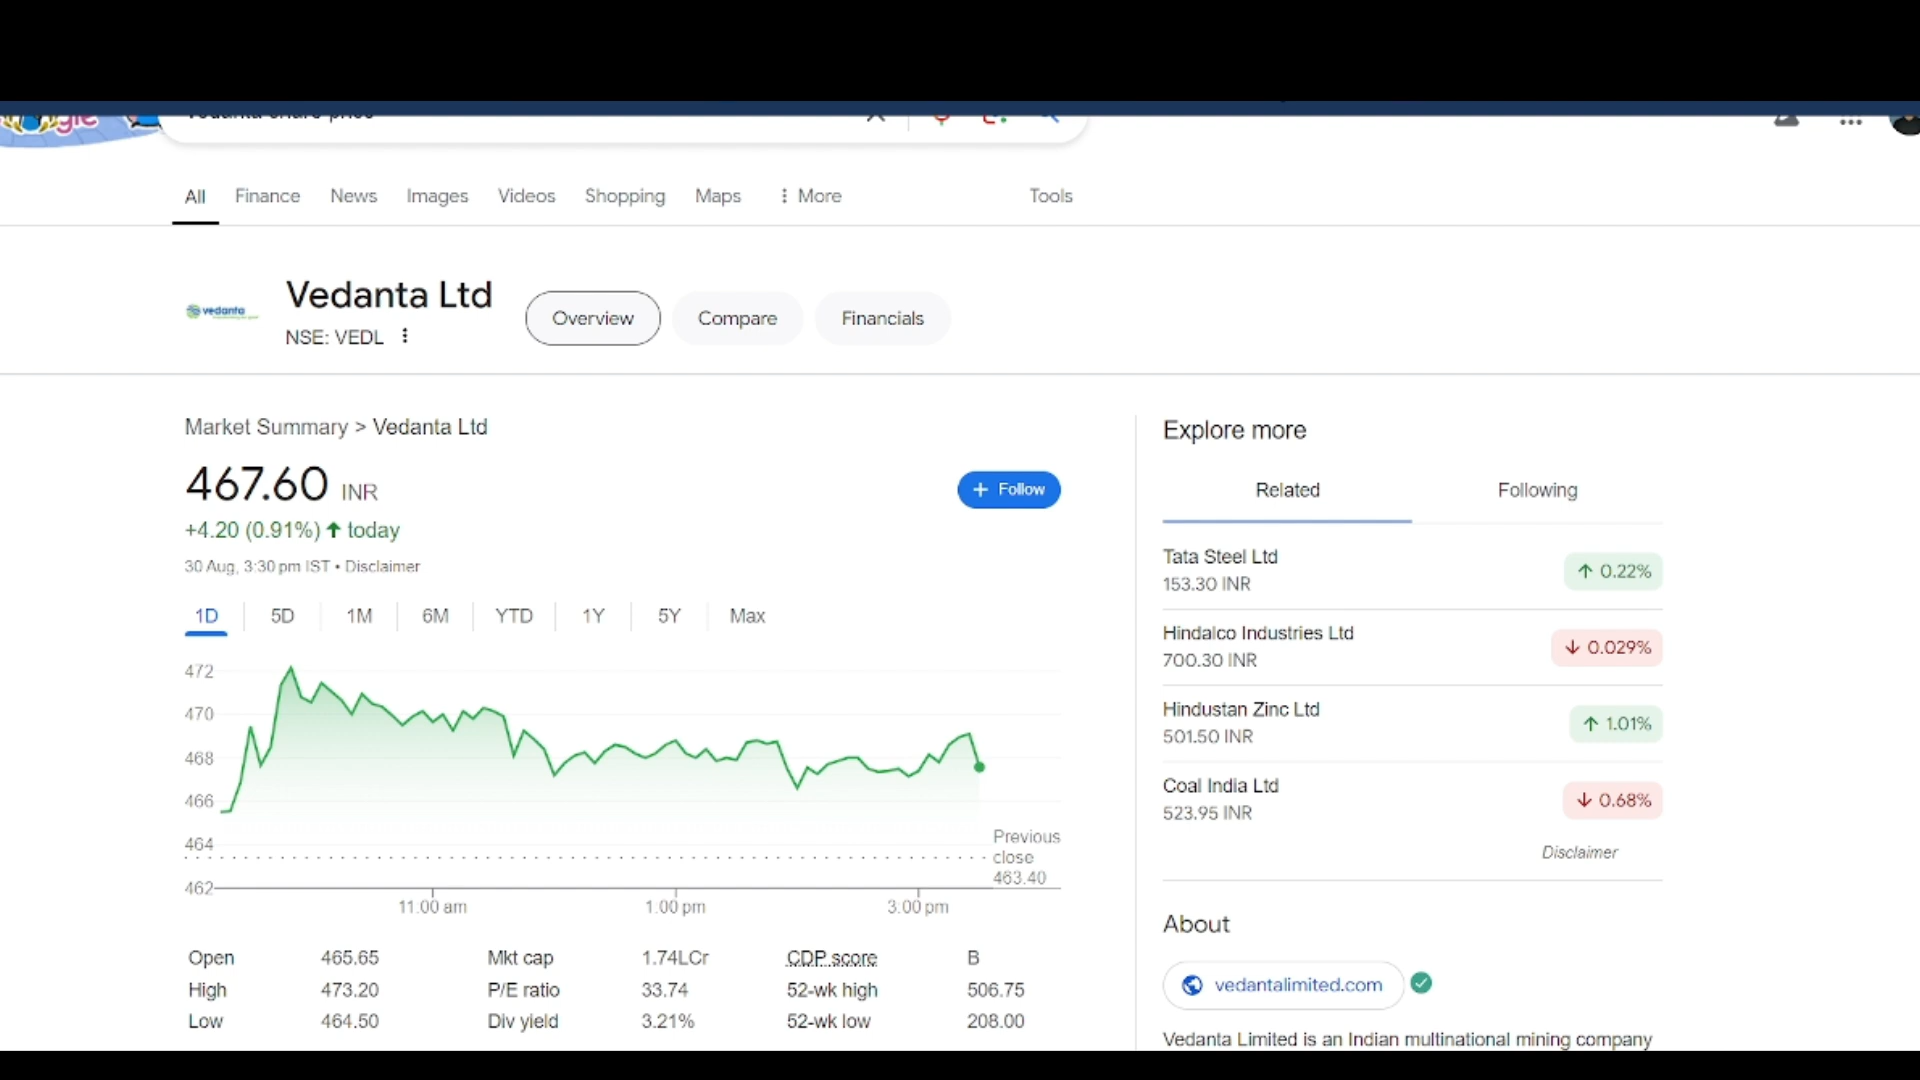 vedanta share price
All Finance News Images Videos Shopping Maps More Tools
vedanta
Vedanta Ltd
NSE: VEDL
Overview Compare Financials
Market Summary > Vedanta Ltd
467.60 INR
+ Follow
+4.20 (0.91%) today
30 Aug, 3:30 pm IST • Disclaimer
1D 5D 1M 6M YTD 1Y 5Y Max
472
470
468
466
464
462
Previous
close
463.40
11:00 am 1:00 pm 3:00 pm
Open 465.65 Mkt cap 1.74LCr CDP score B
High 473.20 P/E ratio 33.74 52-wk high 506.75
Low 464.50 Div yield 3.21% 52-wk low 208.00
Explore more
Related Following
Tata Steel Ltd
153.30 INR
0.22%
Hindalco Industries Ltd
700.30 INR
0.029%
Hindustan Zinc Ltd
501.50 INR
1.01%
Coal India Ltd
523.95 INR
0.68%
Disclaimer
About
vedantalimited.com
Vedanta Limited is an Indian multinational mining company